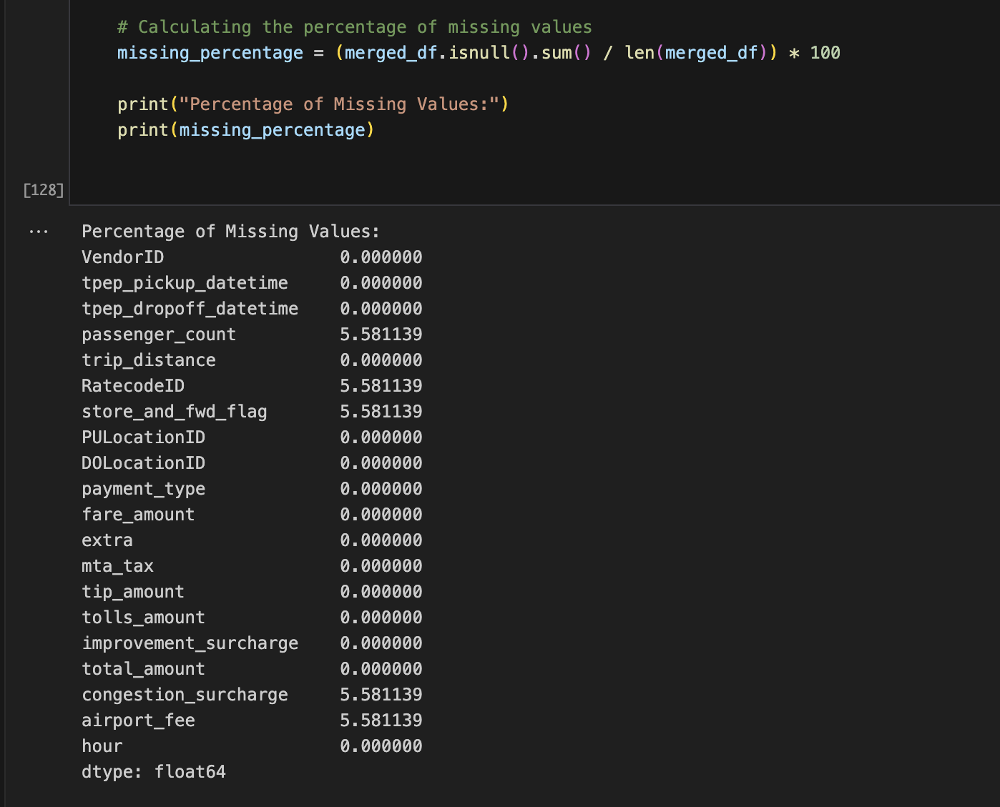 # Calculating the percentage of missing values
missing_percentage = (merged_df.isnull().sum() / len(merged_df)) * 100
print("Percentage of Missing Values:")
print(missing_percentage)
[128]
... Percentage of Missing Values:
VendorID 0.000000
tpep_pickup_datetime 0.000000
tpep_dropoff_datetime 0.000000
passenger_count 5.581139
trip_distance 0.000000
RatecodeID 5.581139
store_and_fwd_flag 5.581139
PULocationID 0.000000
DOLocationID 0.000000
payment_type 0.000000
fare_amount 0.000000
extra 0.000000
mta_tax 0.000000
tip_amount 0.000000
tolls_amount 0.000000
improvement_surcharge 0.000000
total_amount 0.000000
congestion_surcharge 5.581139
airport_fee 5.581139
hour 0.000000
dtype: float64